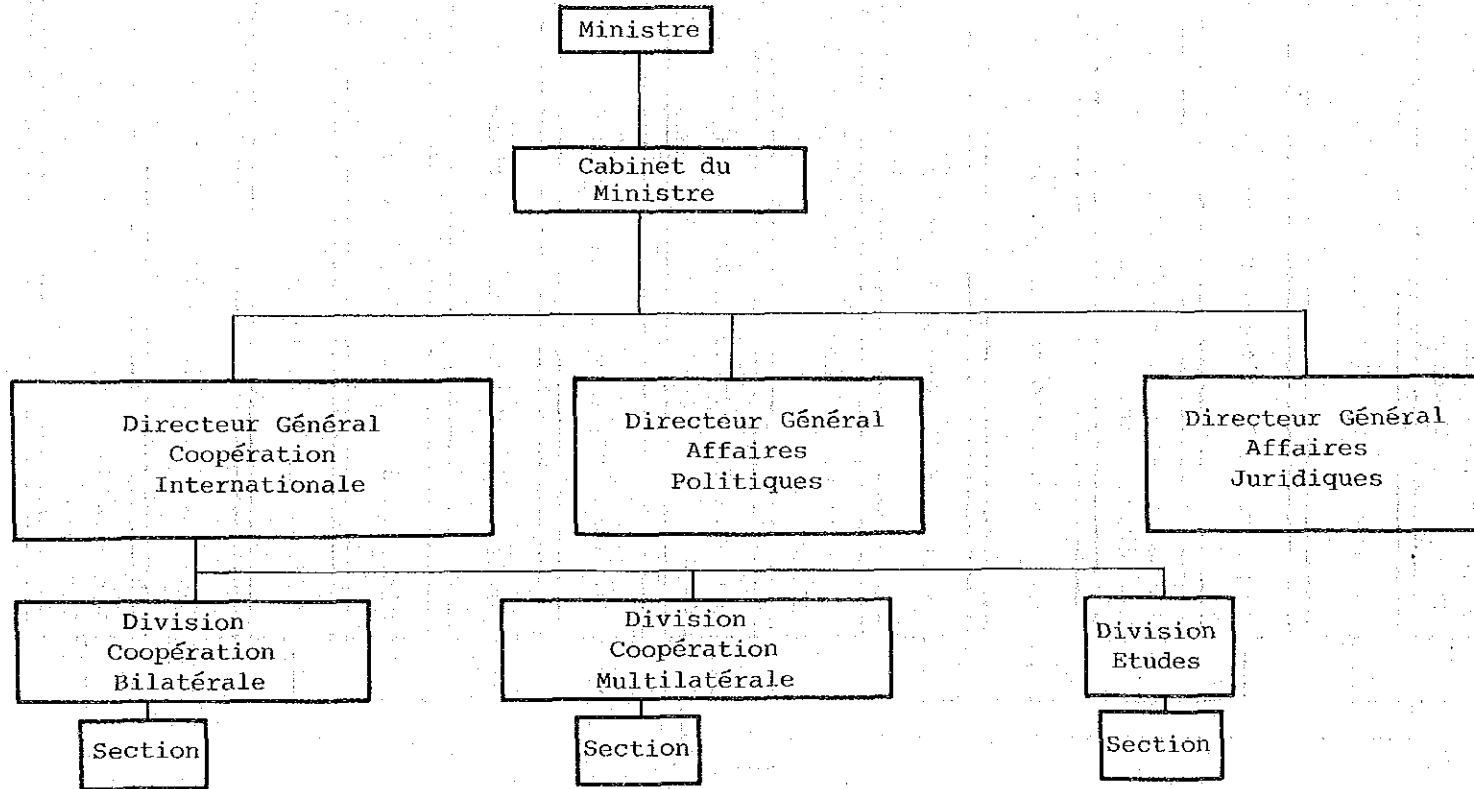 Ministre
Cabinet du
Ministre
Directeur Général
Coopération
Internationale
Directeur Général
Affaires
Politiques
Directeur Général
Affaires
Juridiques
Division
Coopération
Bilatérale
Division
Coopération
Multilatérale
Division
Etudes
Section
Section
Section